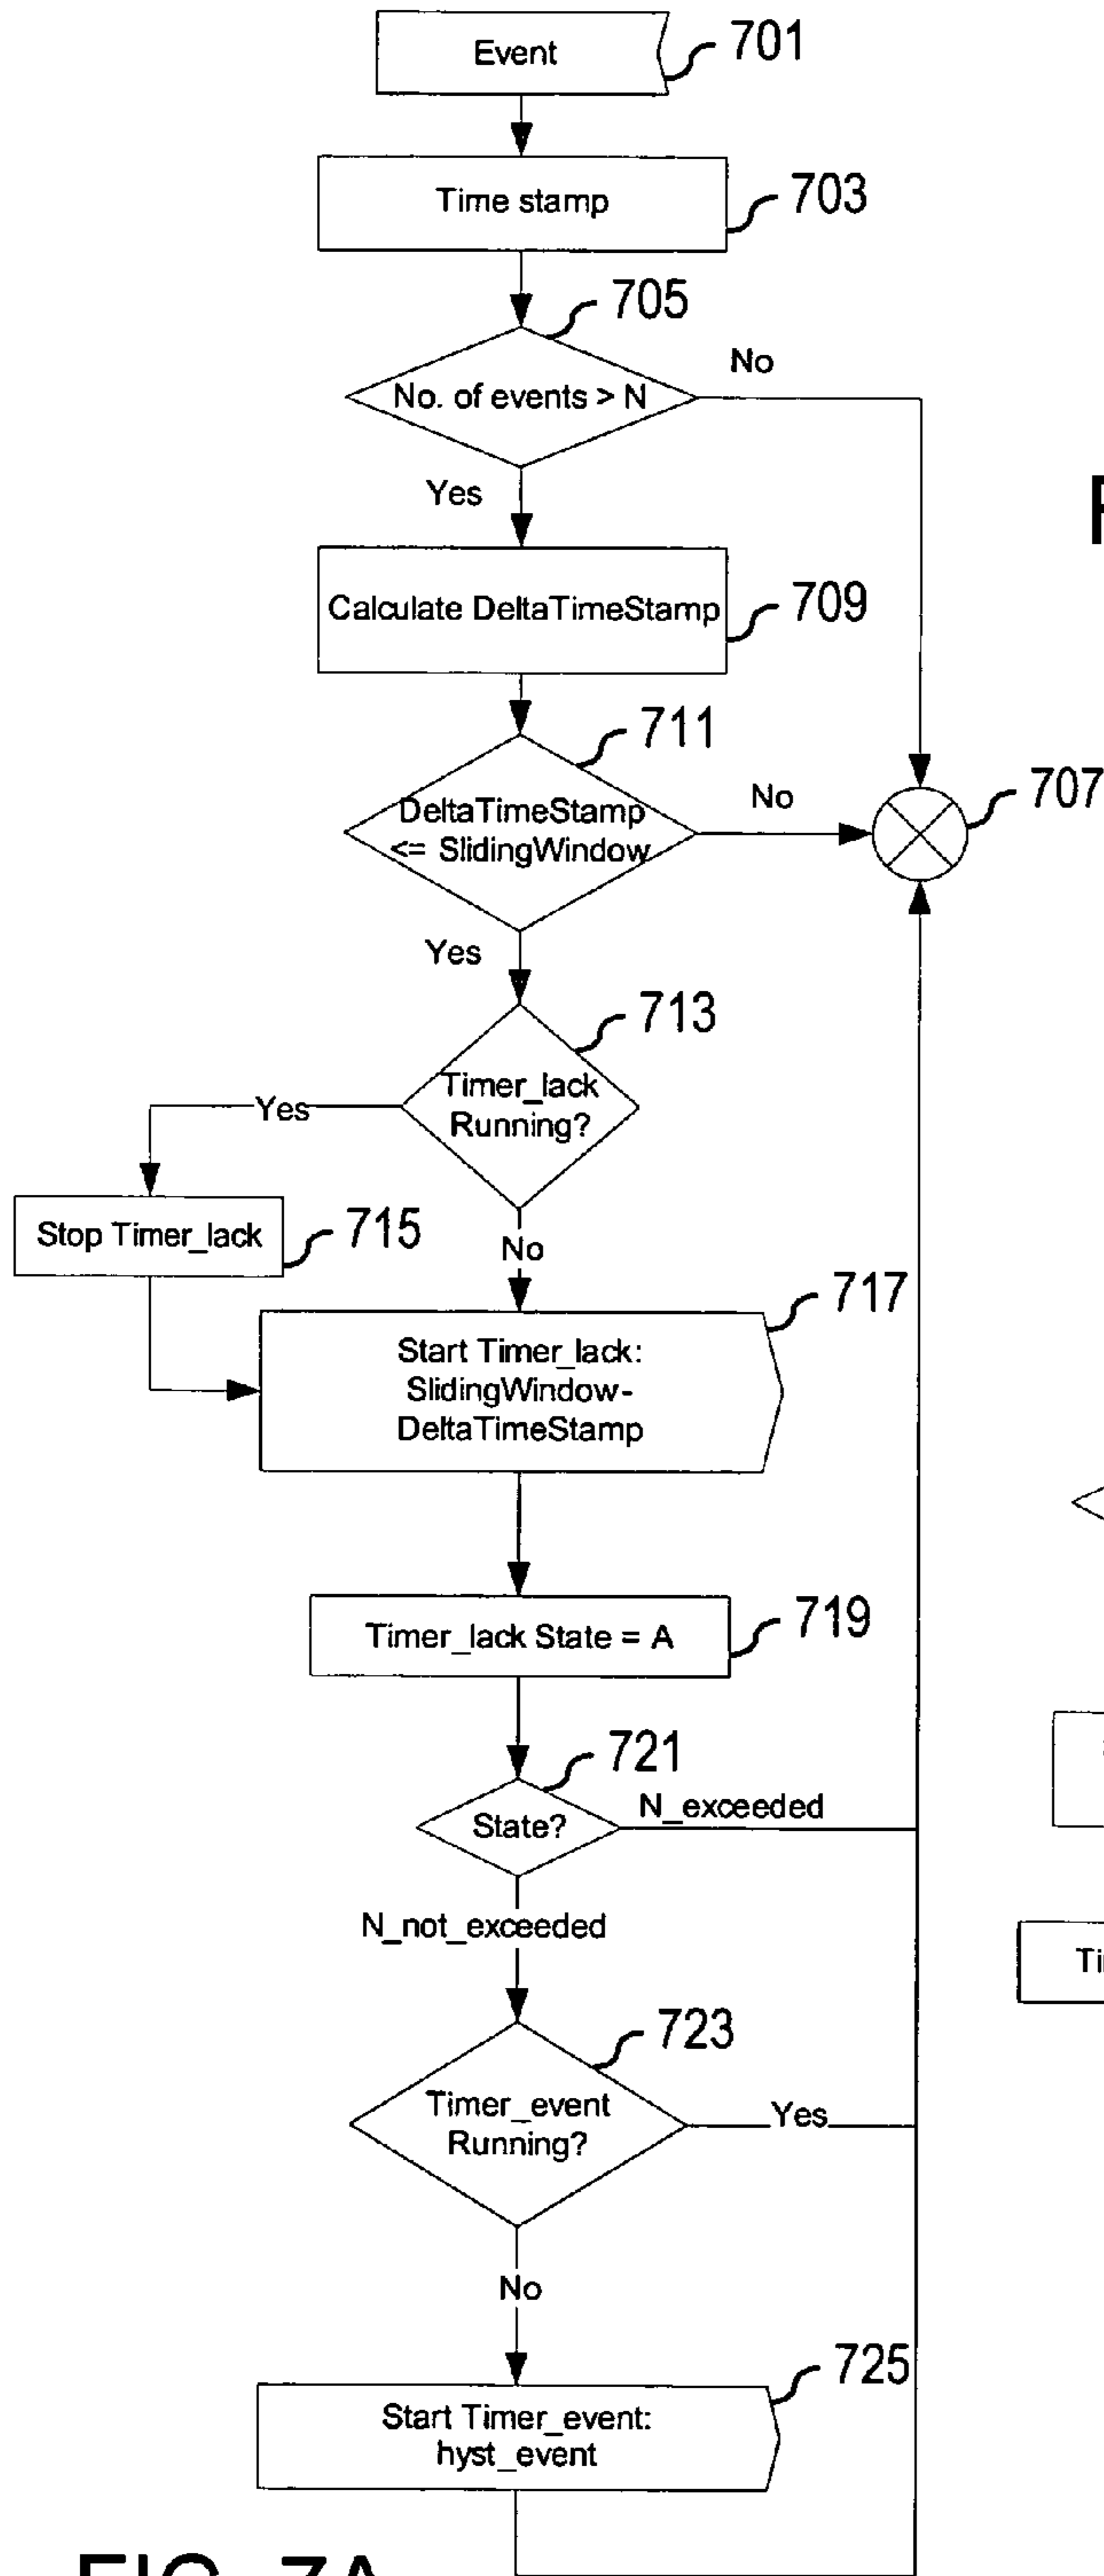 Event
701
Time stamp
703
705
No. of events > N
No
Yes
Calculate DeltaTimeStamp
709
711
DeltaTimeStamp
<= SlidingWindow
No
707
Yes
713
Timer_lack
Running?
Yes
Stop Timer_lack
715
No
717
Start Timer_lack:
SlidingWindow-
DeltaTimeStamp
Timer_lack State = A
719
721
State?
N_exceeded
N_not_exceeded
723
Timer_event
Running?
Yes
No
725
Start Timer_event:
hyst_event
FIG. 7A